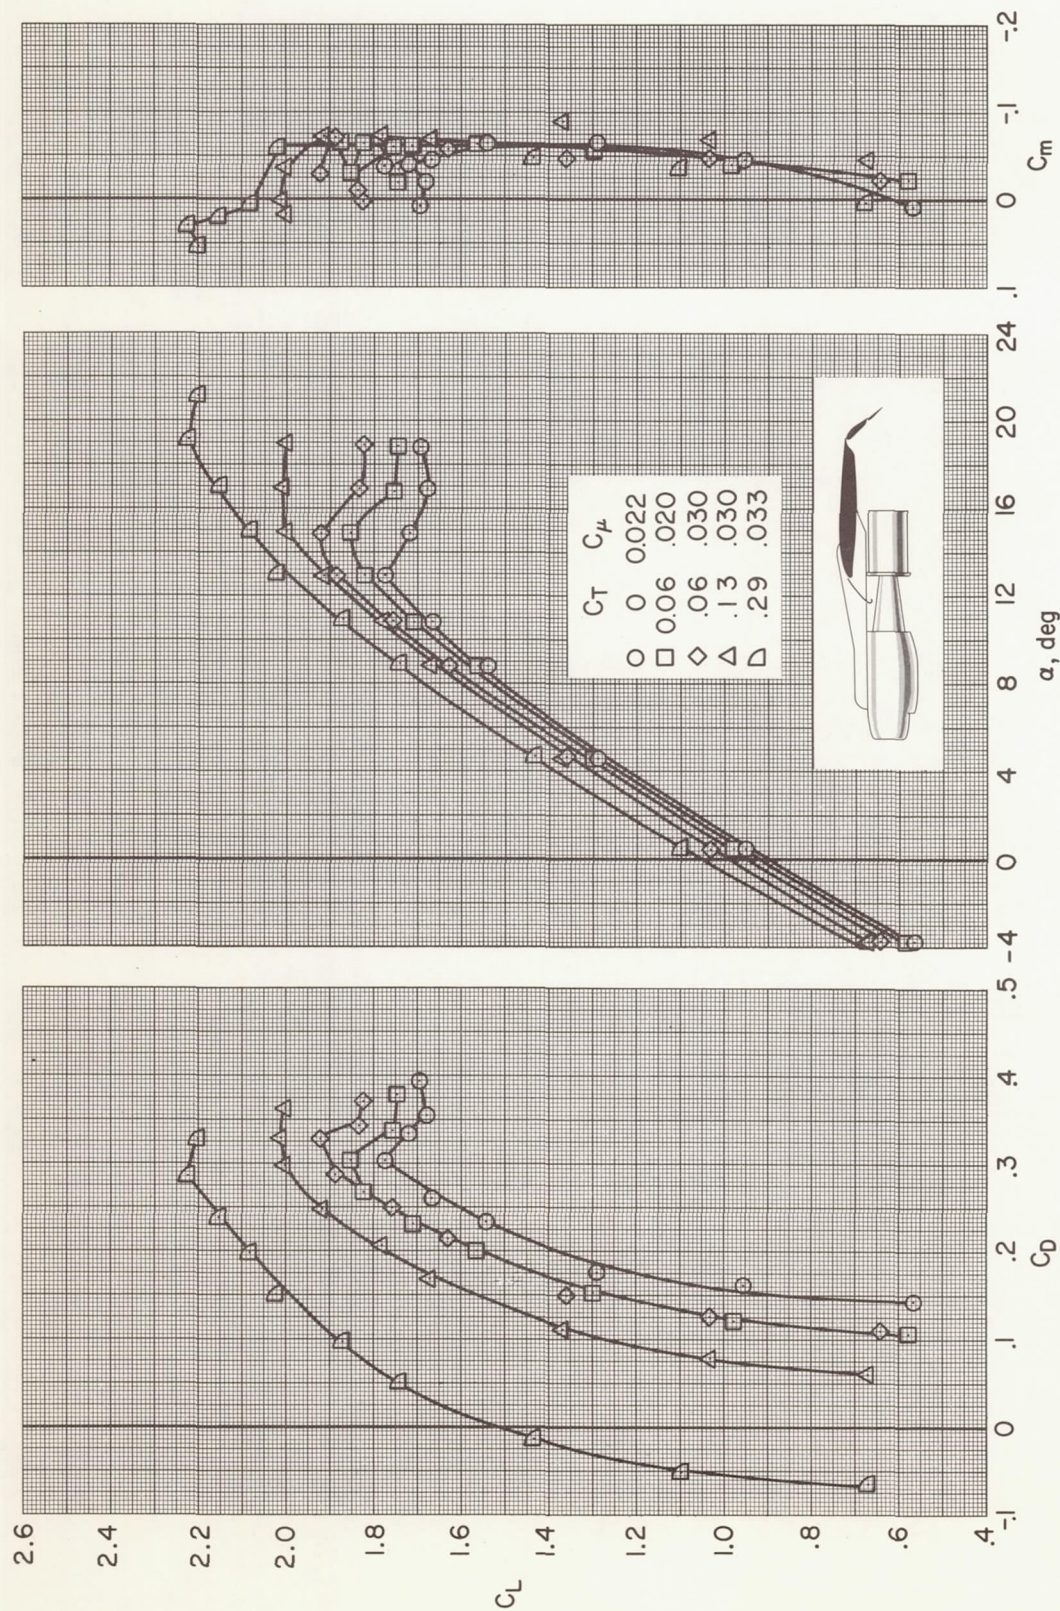 2.6
2.4
2.2
2.0
1.8
1.6
1.4
1.2
1.0
.8
.6
.4
C_L
-.1 0 .1 .2 .3 .4 .5
C_D
-4 0 4 8 12 16 20 24
α, deg
.1 0 -.1 -.2
C_m
C_T C_μ
○ 0 0.022
□ 0.06 .020
◇ .06 .030
△ .13 .030
.29 .033